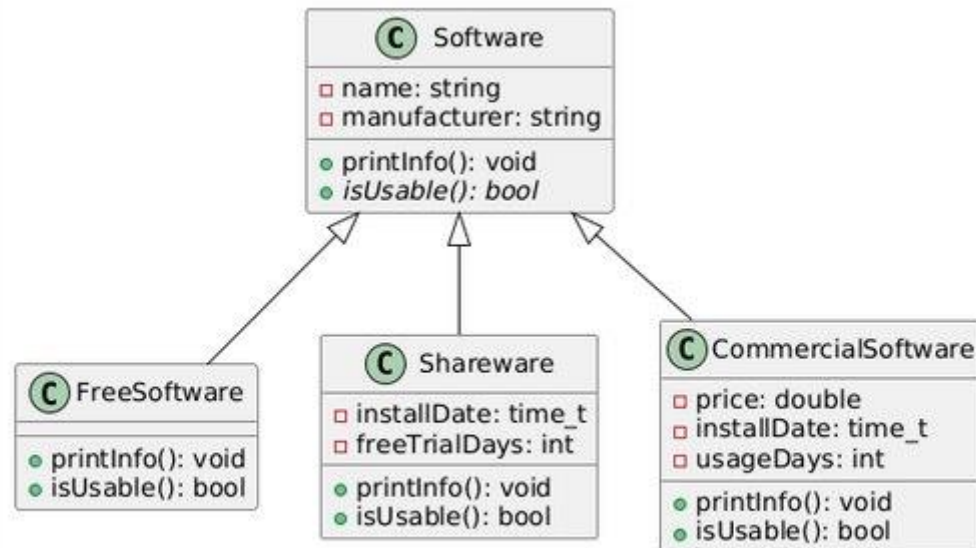 C Software
name: string
manufacturer: string
printInfo(): void
isUsable(): bool
C FreeSoftware
printInfo(): void
isUsable(): bool
C Shareware
installDate: time_t
freeTrialDays: int
printInfo(): void
isUsable(): bool
C CommercialSoftware
price: double
installDate: time_t
usageDays: int
printInfo(): void
isUsable(): bool